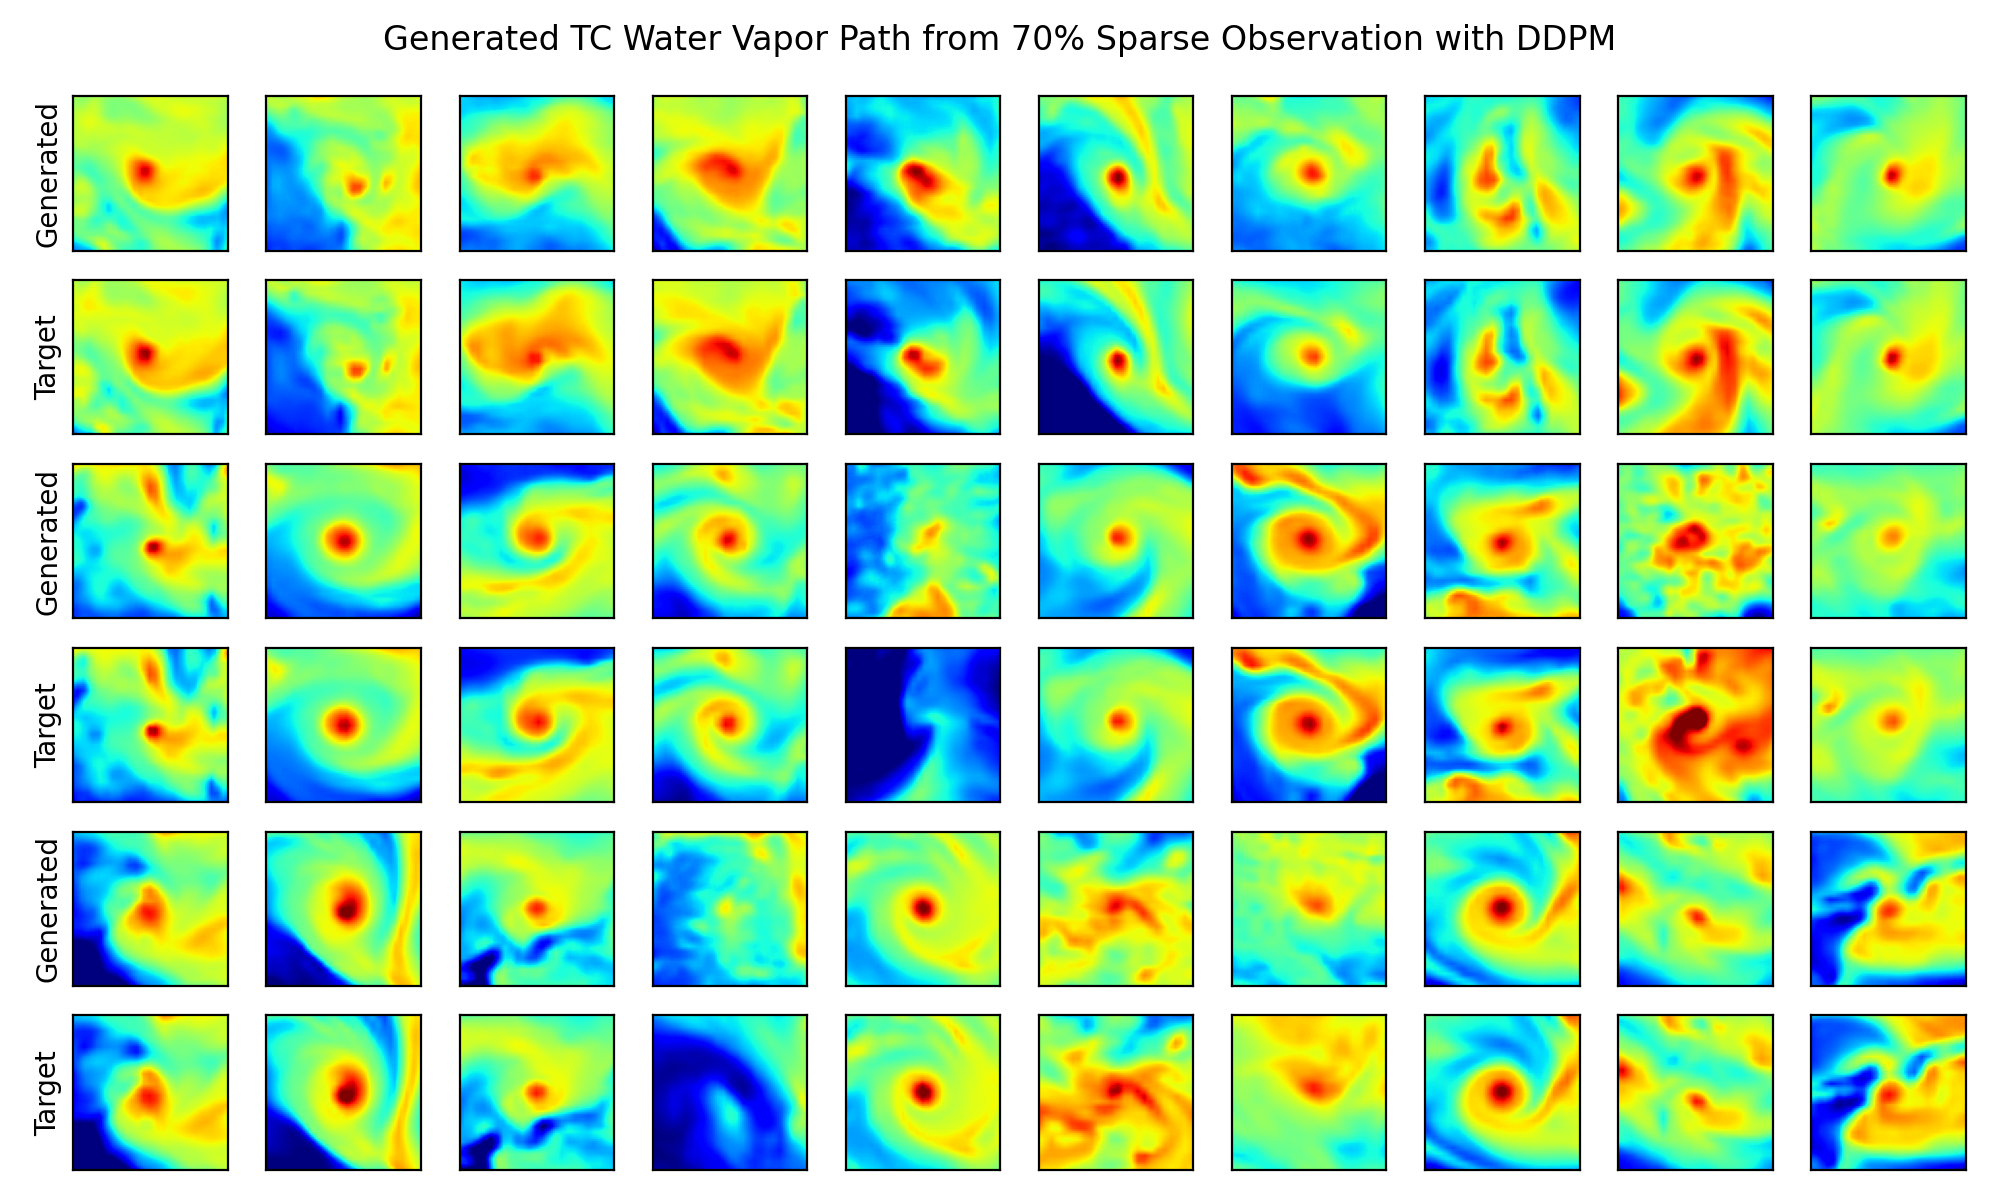 Generated TC Water Vapor Path from 70% Sparse Observation with DDPM
Generated
Target
Generated
Target
Generated
Target